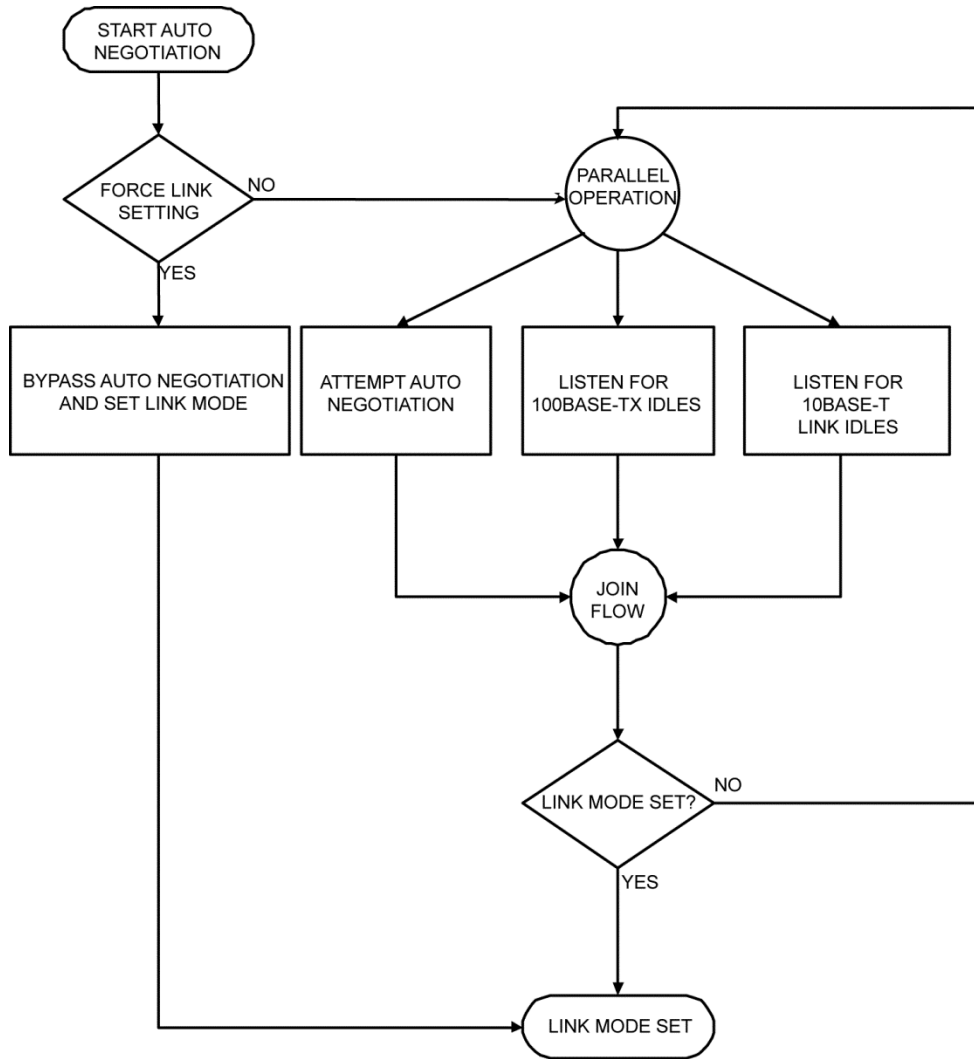 START AUTO
NEGOTIATION
FORCE LINK
SETTING
NO
YES
PARALLEL
OPERATION
BYPASS AUTO NEGOTIATION
AND SET LINK MODE
ATTEMPT AUTO
NEGOTIATION
LISTEN FOR
100BASE-TX IDLES
LISTEN FOR
10BASE-T
LINK IDLES
JOIN
FLOW
LINK MODE SET?
NO
YES
LINK MODE SET